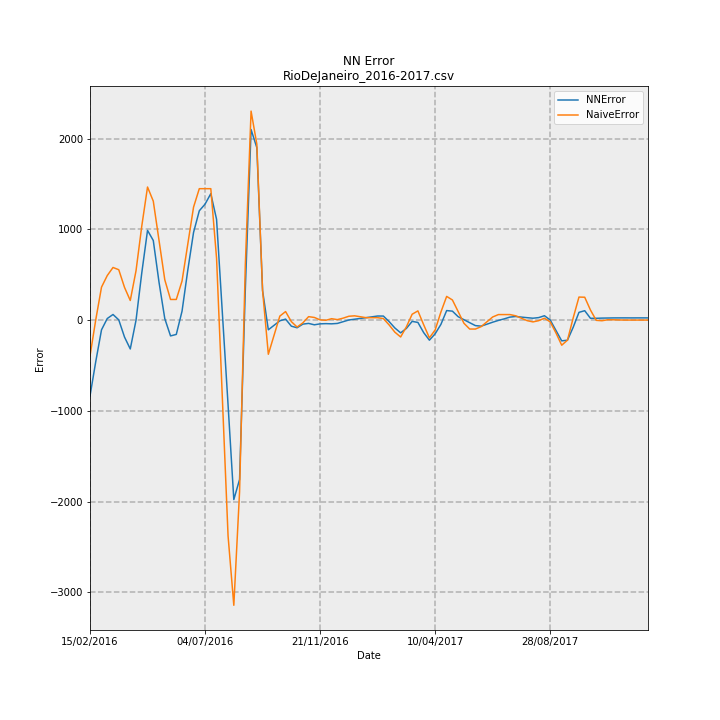 NN Error
RioDeJaneiro_2016-2017.csv
NNError
NaiveError
2000
1000
0
−1000
−2000
−3000
Error
15/02/2016
04/07/2016
21/11/2016
10/04/2017
28/08/2017
Date